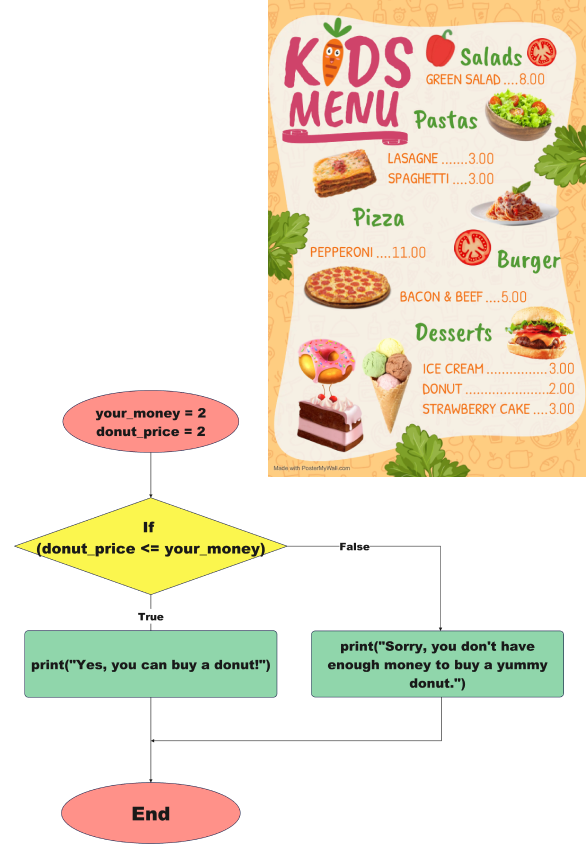 KIDS
MENU
Salads
GREEN SALAD ....8.00
Pastas
LASAGNE .......3.00
SPAGHETTI ....3.00
Pizza
PEPPERONI ....11.00
Burger
BACON & BEEF ....5.00
Desserts
ICE CREAM ......................3.00
DONUT ............................2.00
STRAWBERRY CAKE ....3.00
Made with PosterMyWall.com
your_money = 2
donut_price = 2
If
(donut_price <= your_money)
False
True
print("Yes, you can buy a donut!")
print("Sorry, you don't have
enough money to buy a yummy
donut.")
End